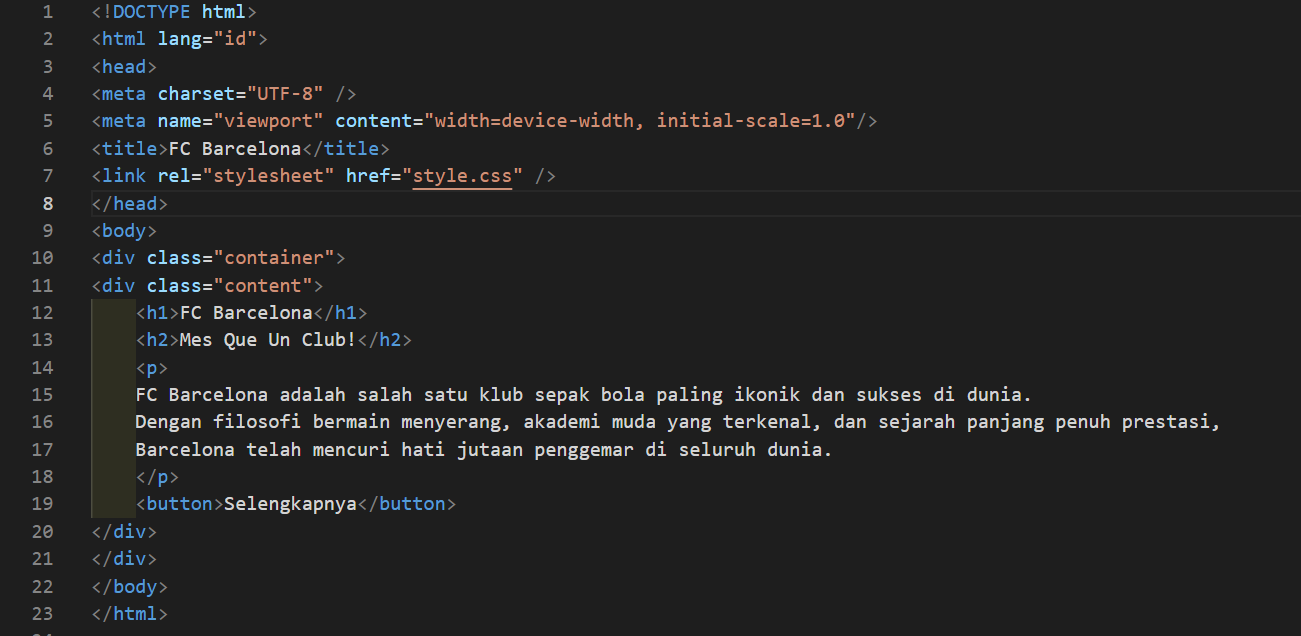 1 <!DOCTYPE html>
2 <html lang="id">
3 <head>
4 <meta charset="UTF-8" />
5 <meta name="viewport" content="width=device-width, initial-scale=1.0"/>
6 <title>FC Barcelona</title>
7 <link rel="stylesheet" href="style.css" />
8 </head>
9 <body>
10 <div class="container">
11 <div class="content">
12     <h1>FC Barcelona</h1>
13     <h2>Mes Que Un Club!</h2>
14     <p>
15     FC Barcelona adalah salah satu klub sepak bola paling ikonik dan sukses di dunia.
16     Dengan filosofi bermain menyerang, akademi muda yang terkenal, dan sejarah panjang penuh prestasi,
17     Barcelona telah mencuri hati jutaan penggemar di seluruh dunia.
18     </p>
19     <button>Selengkapnya</button>
20 </div>
21 </div>
22 </body>
23 </html>